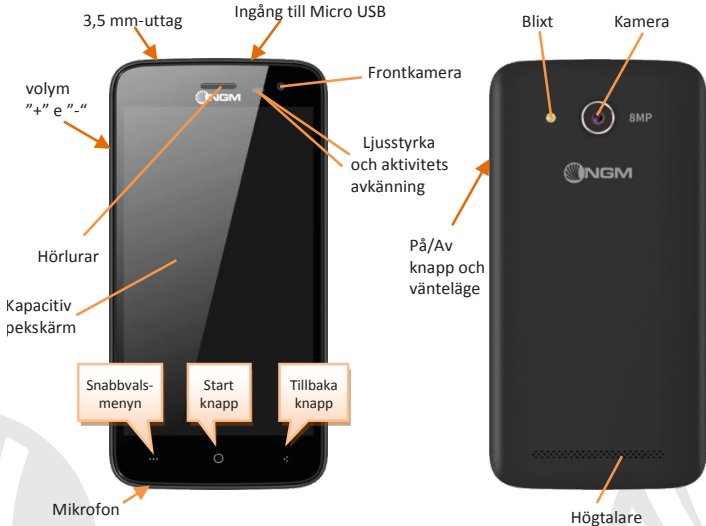 3,5 mm-uttag
Ingång till Micro USB
volym
"+" e "-“
Frontkamera
NGM
Ljusstyrka
och aktivitets
avkänning
Hörlurar
Kapacitiv
pekskärm
Snabbvals-
menyn
Start
knapp
Tillbaka
knapp
Mikrofon
Blixt
Kamera
8MP
NGM
På/Av
knapp och
vänteläge
Högtalare